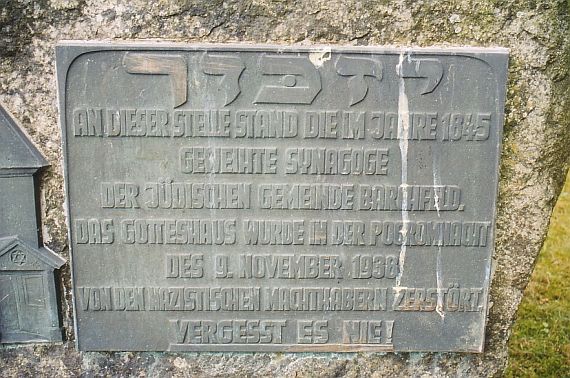 יזכור
AN DIESER STELLE STAND DIE IM JAHRE 1845
GEWEIHTE SYNAGOGE
DER JÜDISCHEN GEMEINDE BARCHFELD.
DAS GOTTESHAUS WURDE IN DER POGROMNACHT
DES 9. NOVEMBER 1938
VON DEN NAZISTISCHEN MACHTHABERN ZERSTÖRT.
VERGESST ES NIE!